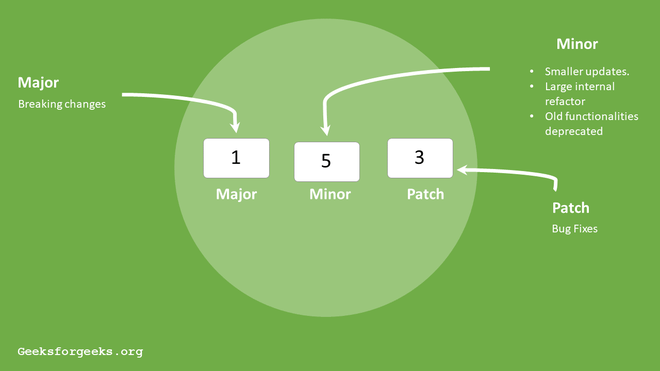 Major
Breaking changes
1
Major
5
Minor
3
Patch
Minor
• Smaller updates.
• Large internal
refactor
• Old functionalities
deprecated
Patch
Bug Fixes
Geeksforgeeks.org